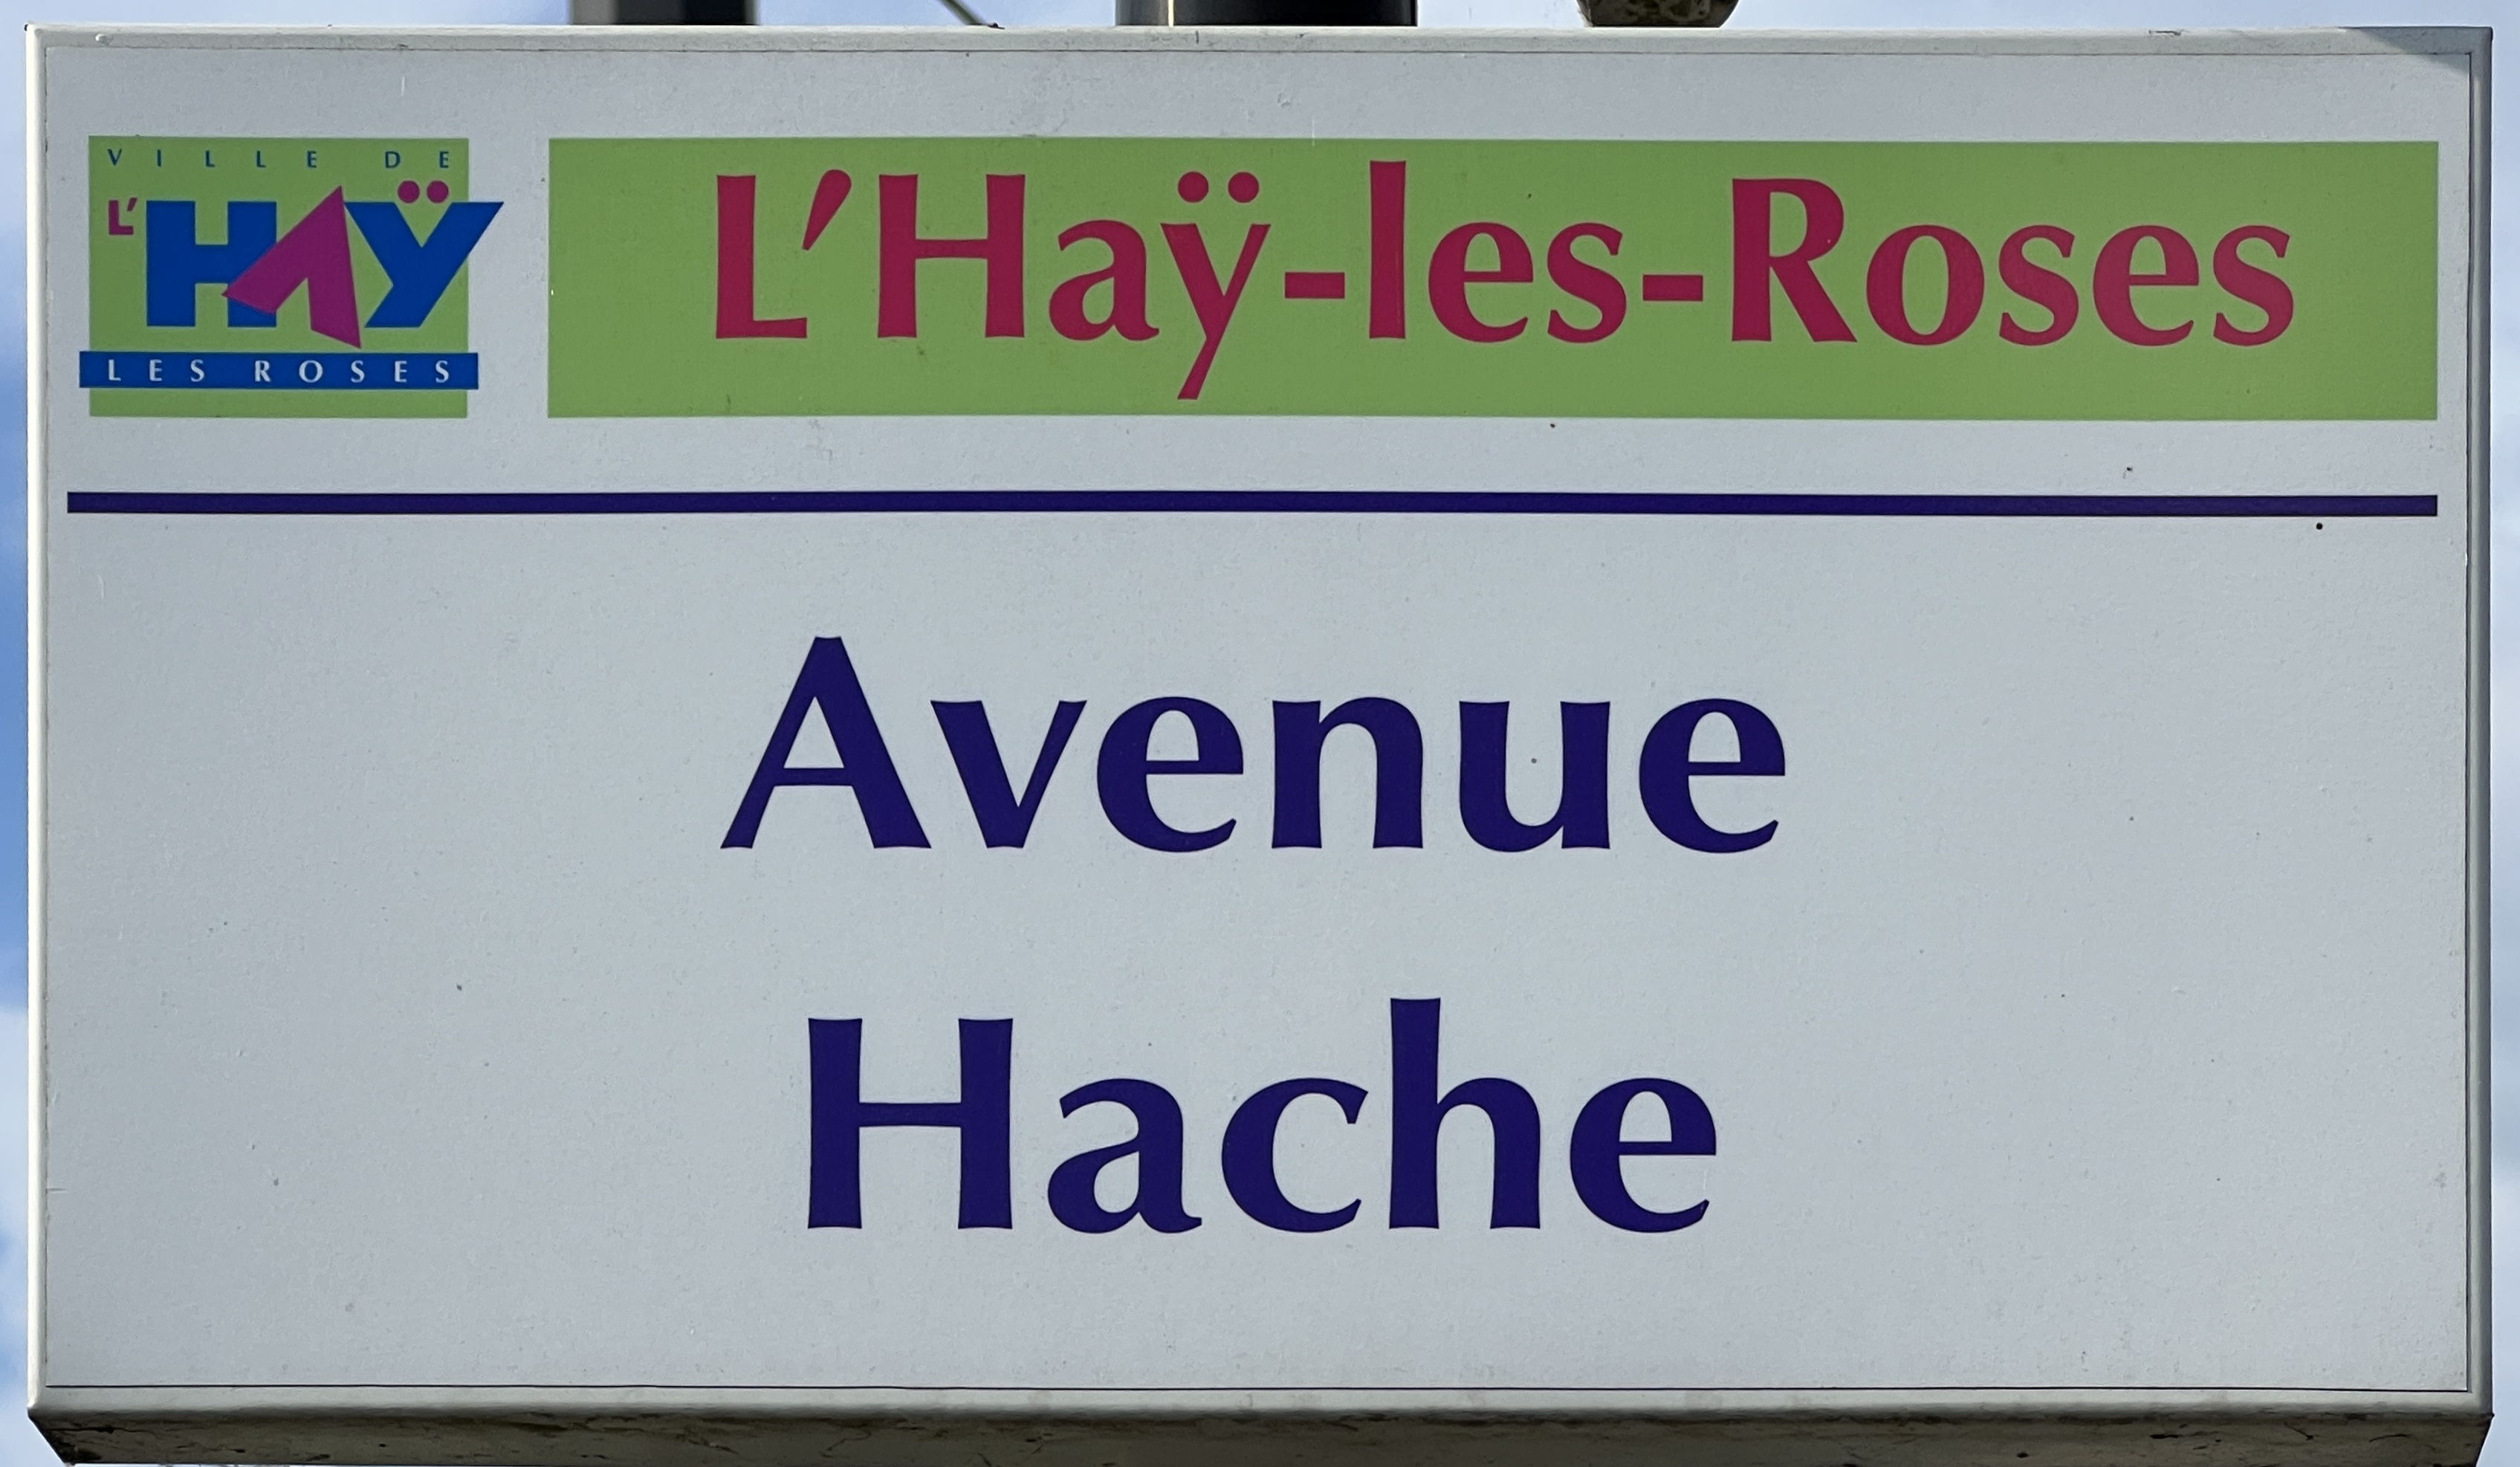 VILLE DE
L'HAŸ
LES ROSES
L'Haÿ-les-Roses
Avenue
Hache